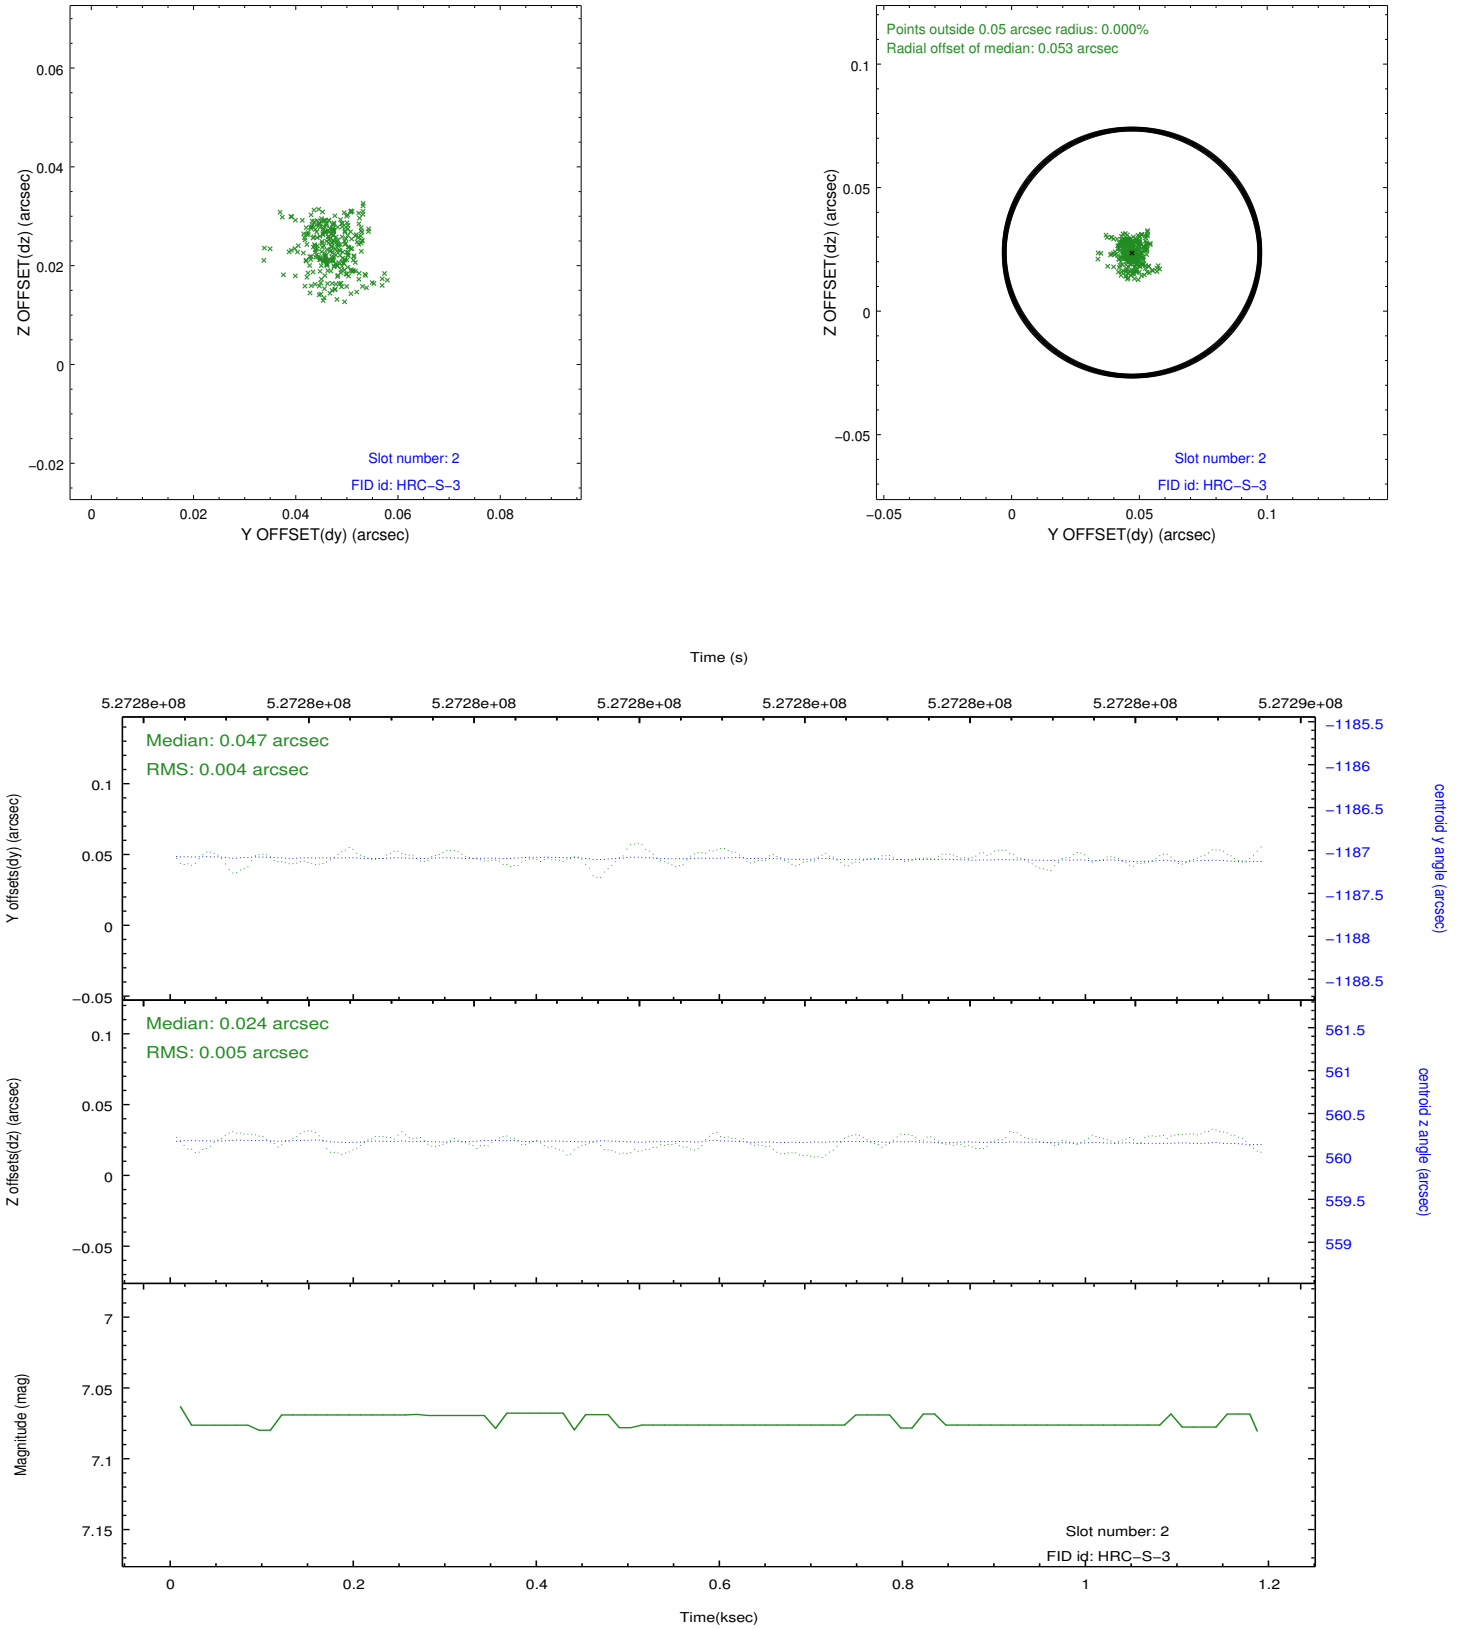 0.06
0.04
0.02
0
−0.02
0
0.02
0.04
0.06
0.08
Z OFFSET(dz) (arcsec)
Y OFFSET(dy) (arcsec)
Slot number: 2
FID id: HRC−S−3
Points outside 0.05 arcsec radius: 0.000%
Radial offset of median: 0.053 arcsec
0.1
0.05
0
−0.05
−0.05
0
0.05
0.1
Z OFFSET(dz) (arcsec)
Y OFFSET(dy) (arcsec)
Slot number: 2
FID id: HRC−S−3
Time (s)
5.2728e+08 5.2728e+08 5.2728e+08 5.2728e+08 5.2728e+08 5.2728e+08 5.2728e+08 5.2729e+08
Median: 0.047 arcsec
RMS: 0.004 arcsec
0.1
0.05
0
−0.05
Y offsets(dy) (arcsec)
−1185.5
−1186
−1186.5
−1187
−1187.5
−1188
−1188.5
centroid y angle (arcsec)
Median: 0.024 arcsec
RMS: 0.005 arcsec
0.1
0.05
0
−0.05
Z offsets(dz) (arcsec)
561.5
561
560.5
560
559.5
559
centroid z angle (arcsec)
7
7.05
7.1
7.15
Magnitude (mag)
Slot number: 2
FID id: HRC−S−3
0 0.2 0.4 0.6 0.8 1 1.2
Time(ksec)